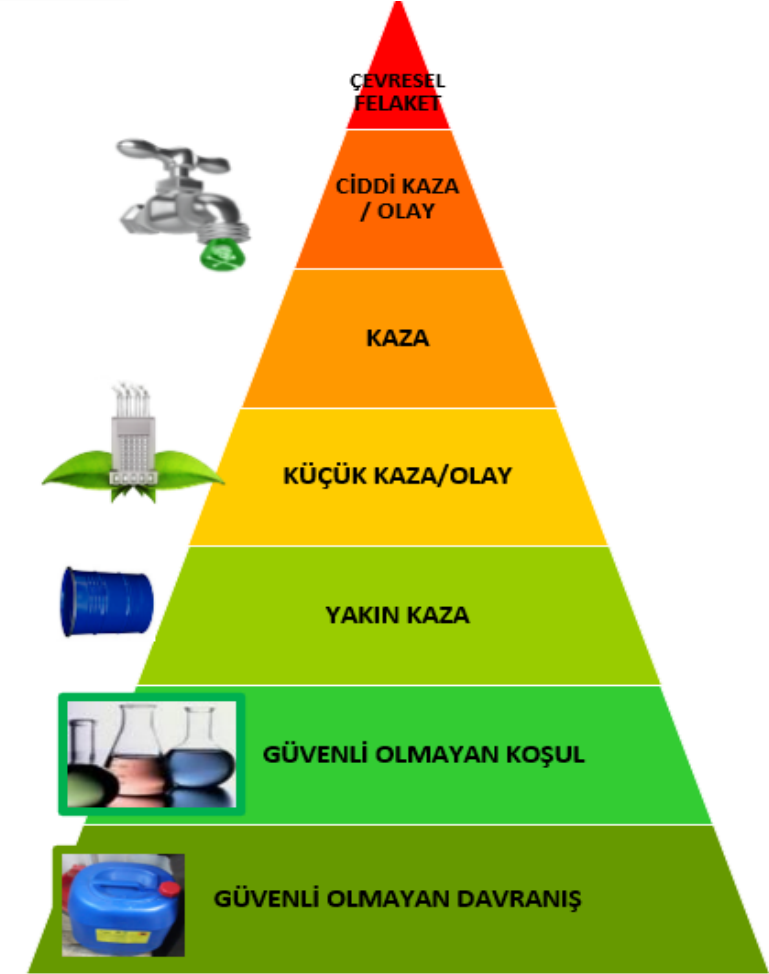 ÇEVRESEL
FELAKET
CİDDİ KAZA
/ OLAY
KAZA
KÜÇÜK KAZA/OLAY
YAKIN KAZA
GÜVENLİ OLMAYAN KOŞUL
GÜVENLİ OLMAYAN DAVRANIŞ